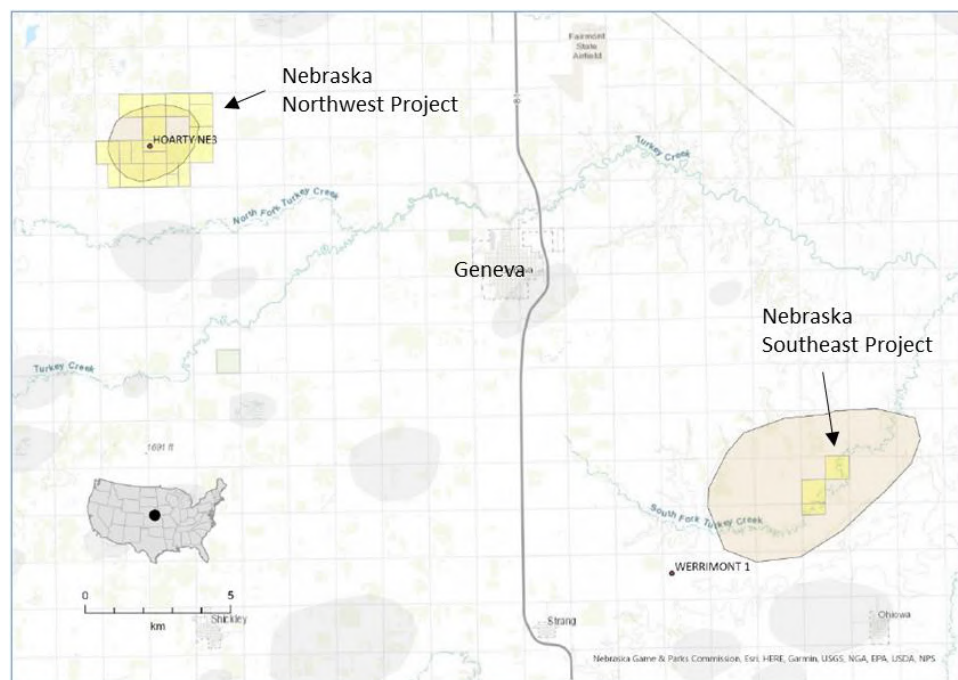 Fairmont
State
Airfield
Nebraska
Northwest Project
80
HOARTY NE3
Turkey Creek
North Fork Turkey Creek
Geneva
Nebraska
Southeast Project
Turkey Creek
1691 ft
South Fork Turkey Creek
WERRIMONT 1
0 5
km
Shickley
Strang
Ohiowa
Nebraska Game & Parks Commission, Esri, HERE, Garmin, USGS, NGA, EPA, USDA, NPS